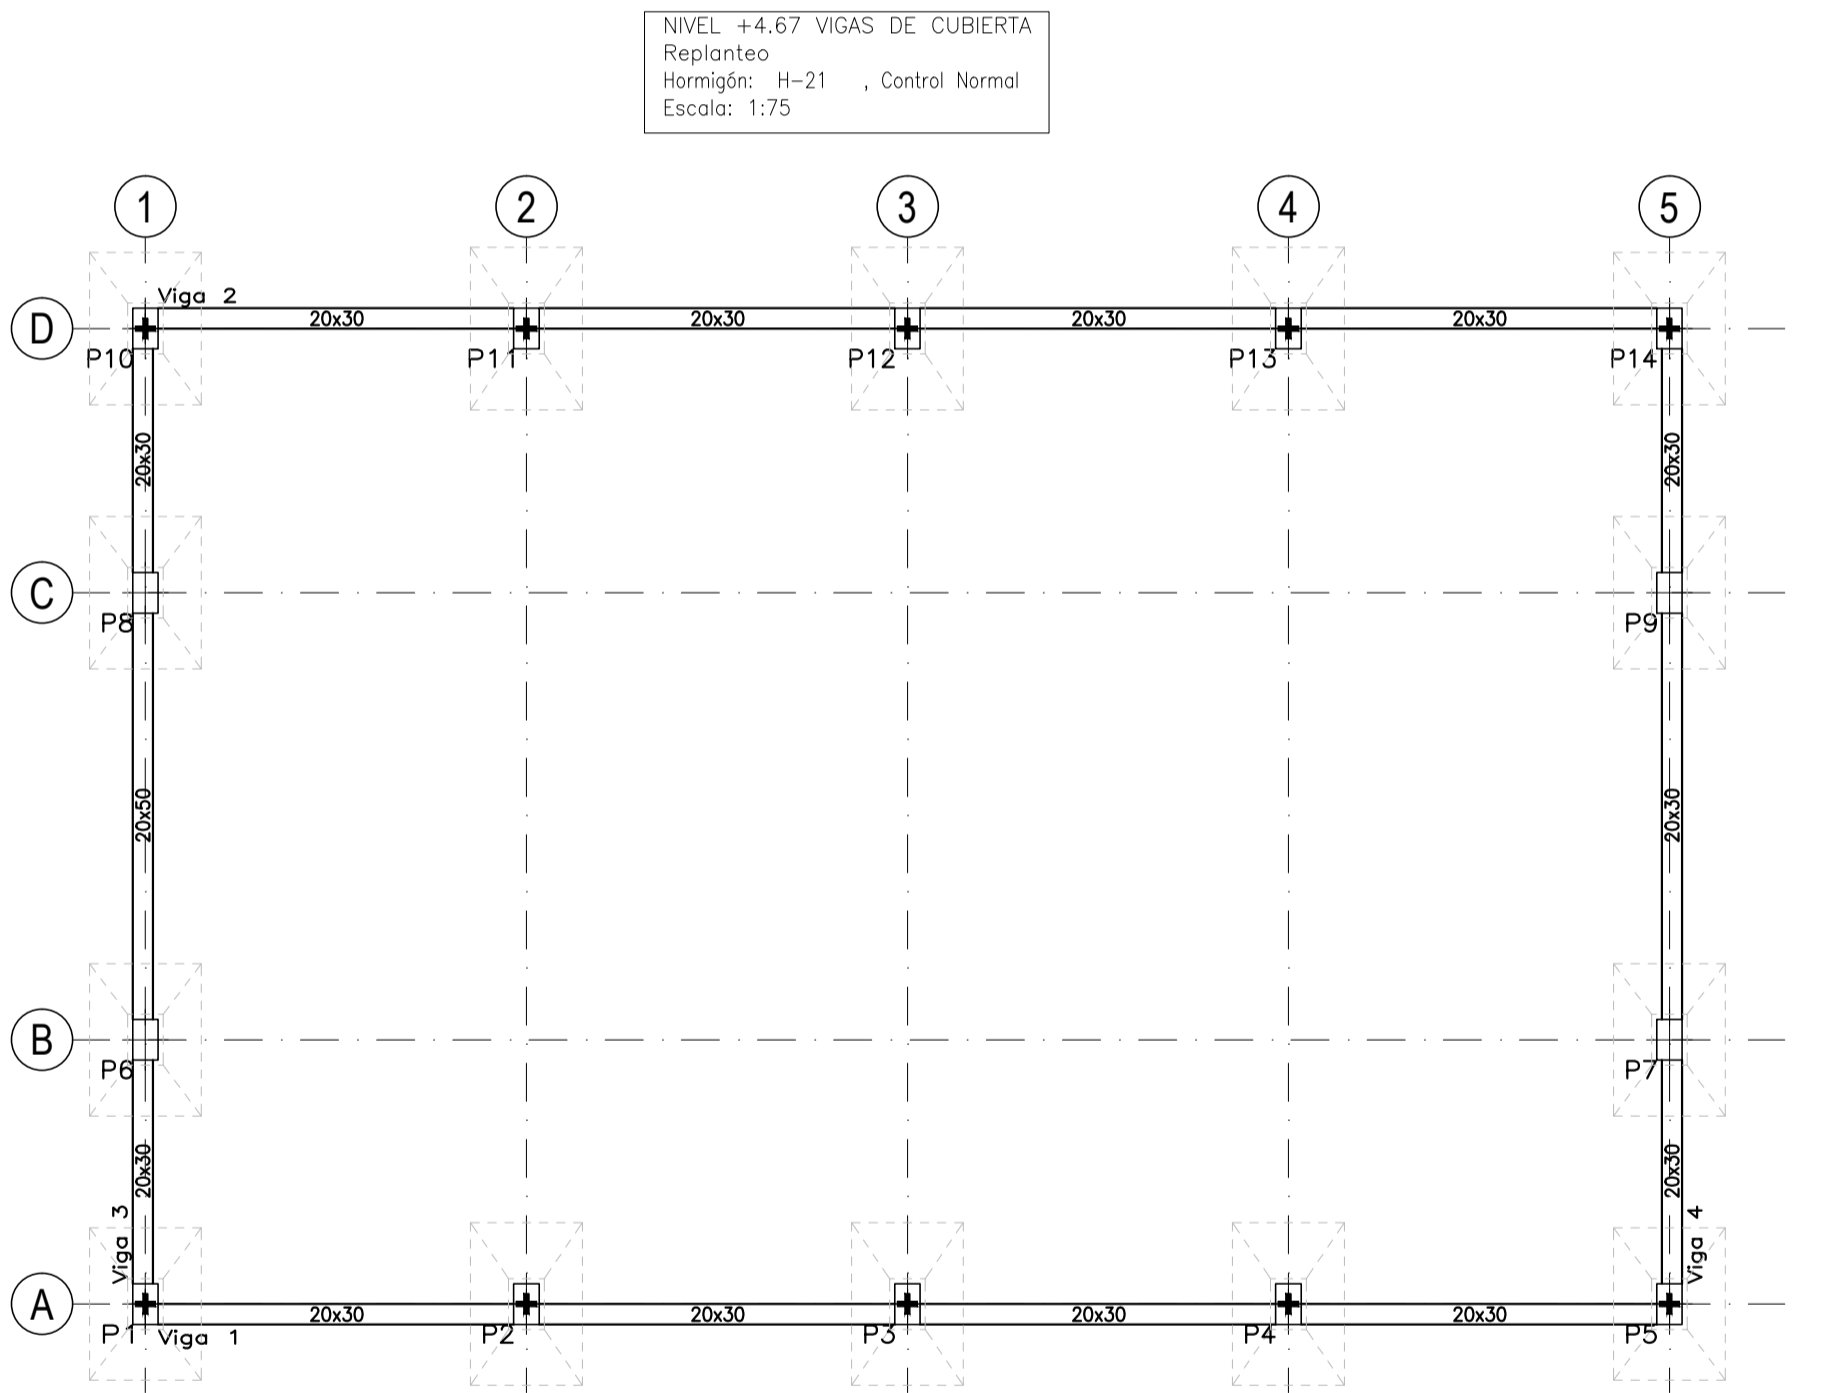 NIVEL +4.67 VIGAS DE CUBIERTA
Replanteo
Hormigón: H-21 , Control Normal
Escala: 1:75
1 2 3 4 5
Viga 2
D 20x30 20x30 20x30 20x30
P10 P11 P12 P13 P14
20x30 20x30
C
P8 P9
20x50 20x30
B
P6 P7
20x30 20x30
Viga 3 Viga 4
A 20x30 20x30 20x30 20x30
P1 Viga 1 P2 P3 P4 P5